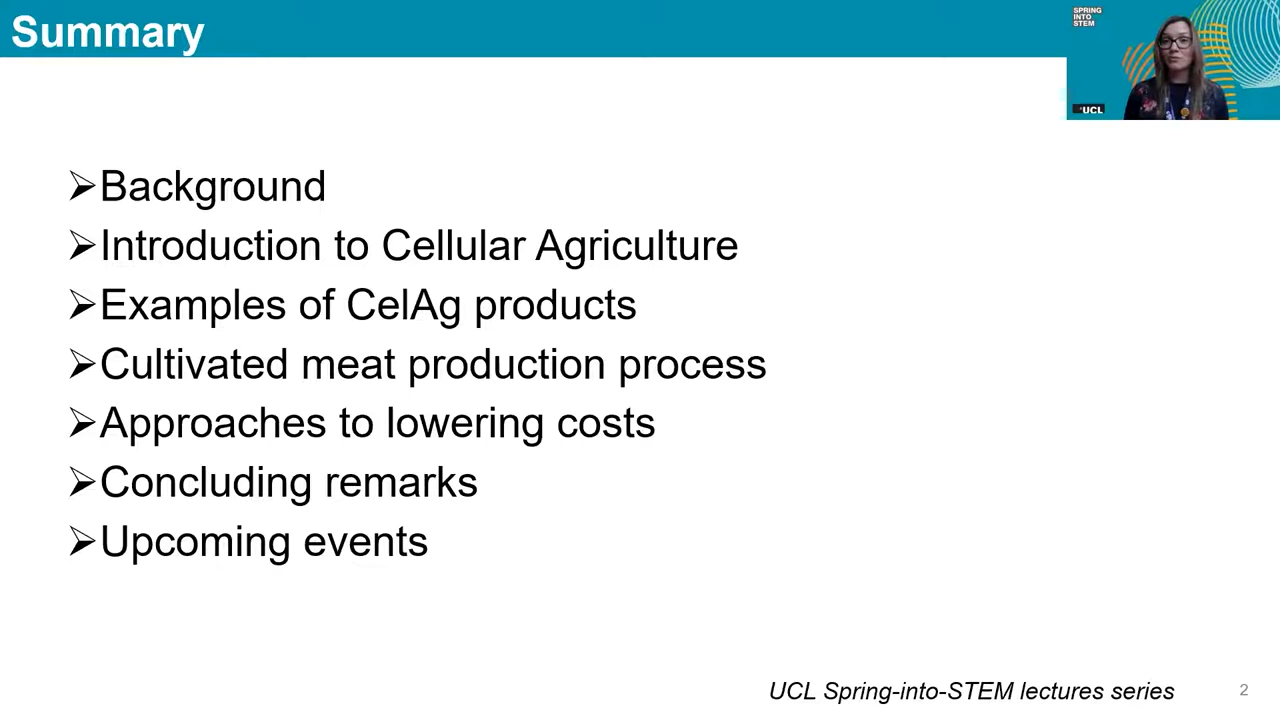 Summary
SPRING
INTO
STEM
UCL
➢Background
➢Introduction to Cellular Agriculture
➢Examples of CelAg products
➢Cultivated meat production process
➢Approaches to lowering costs
➢Concluding remarks
➢Upcoming events
UCL Spring-into-STEM lectures series
2